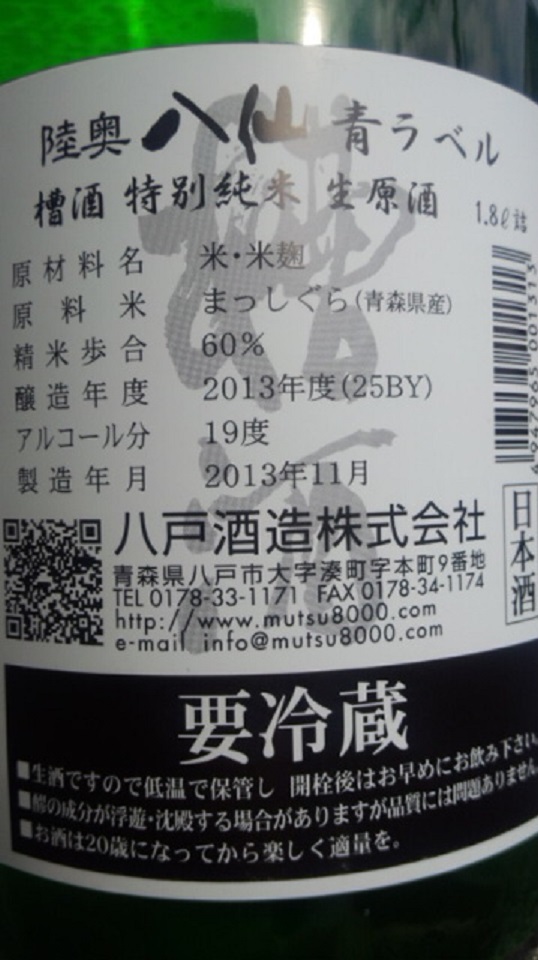 陸奥八仙 青ラベル
槽酒 特別純米 生原酒 1.8ℓ詰
原材料名 米・米麹
原料米 まっしぐら(青森県産)
精米歩合 60%
醸造年度 2013年度(25BY)
アルコール分 19度
製造年月 2013年11月
八戸酒造株式会社
青森県八戸市大字湊町字本町9番地
TEL 0178-33-1171 FAX 0178-34-1174
http://www.mutsu8000.com
e-mail info@mutsu8000.com
日本酒
要冷蔵
■生酒ですので低温で保管し 開栓後はお早めにお飲み下さい。
■醪の成分が浮遊・沈殿する場合がありますが品質には問題ありません。
■お酒は20歳になってから楽しく適量を。